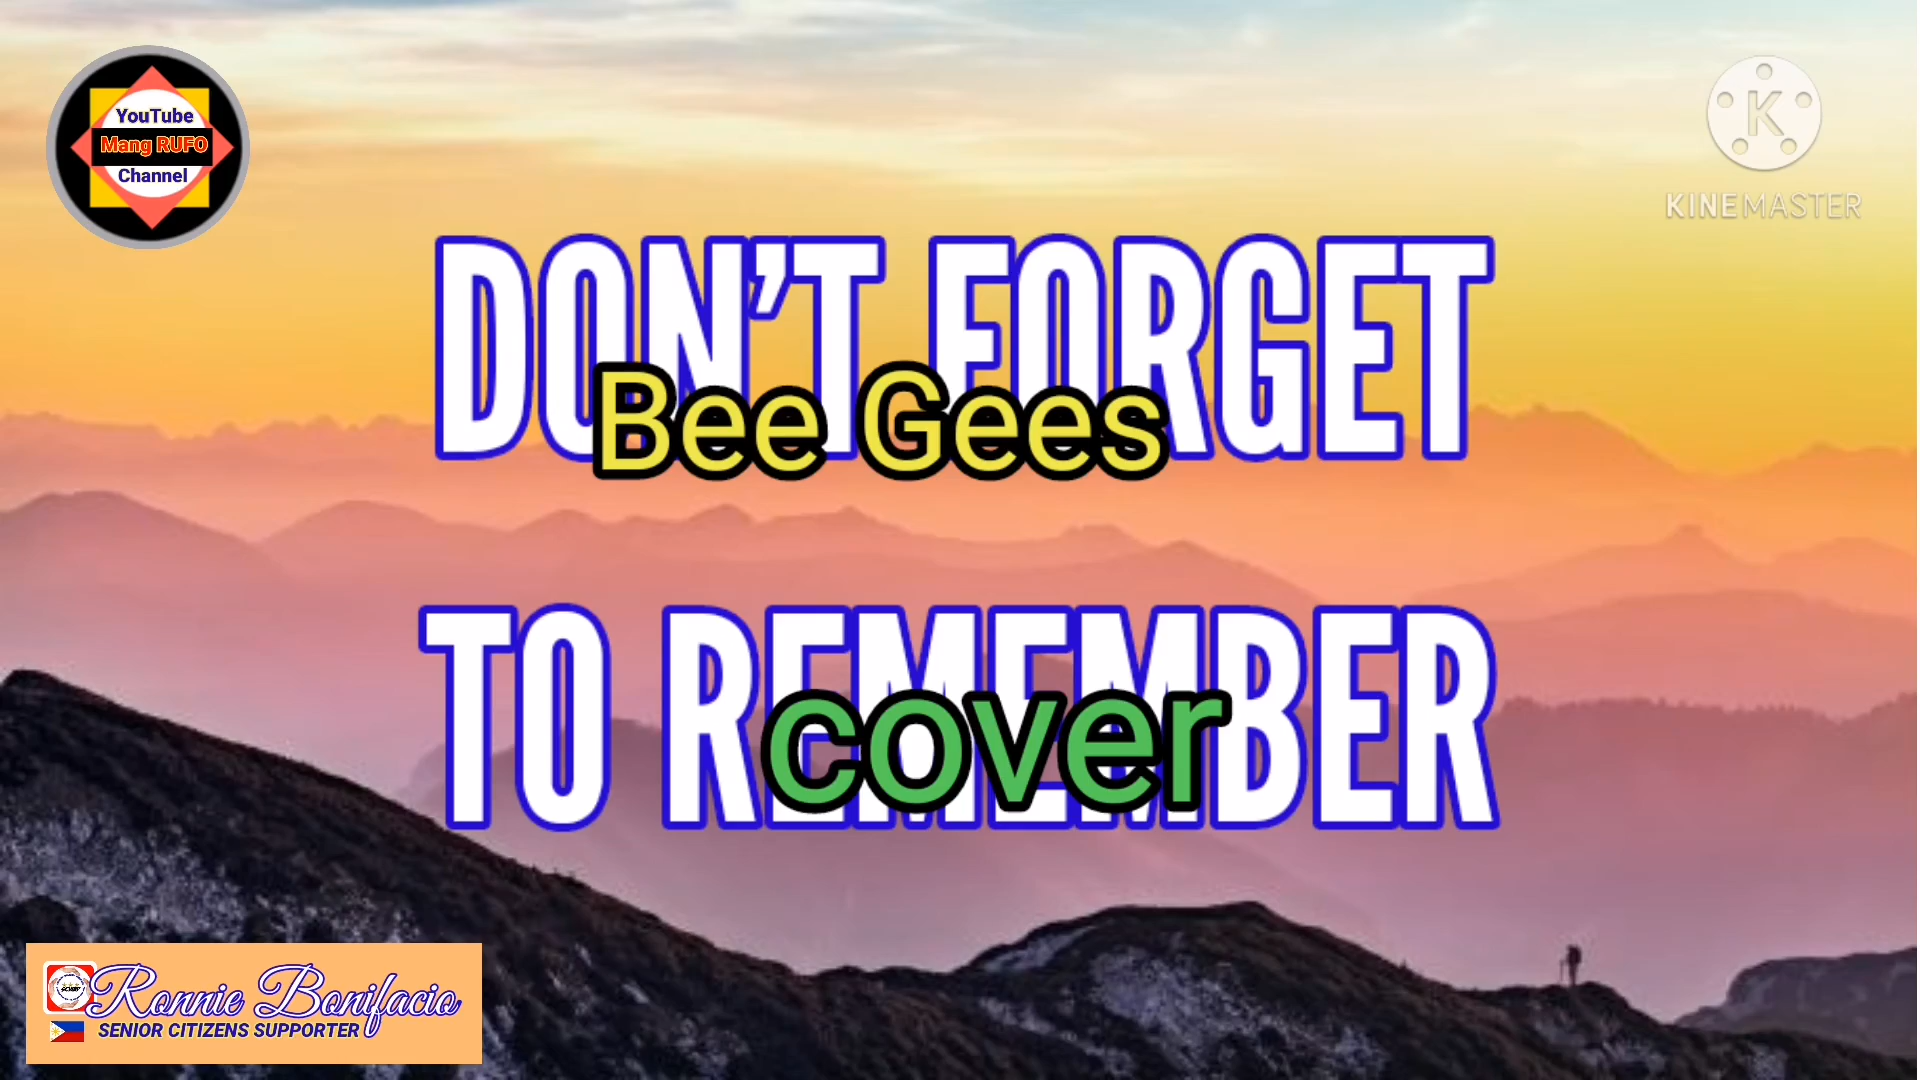 YouTube
Mang RUFO
Channel
KINEMASTER
DON'T FORGET
Bee Gees
TO REMEMBER
cover
Ronnie Bonifacio
SENIOR CITIZENS SUPPORTER